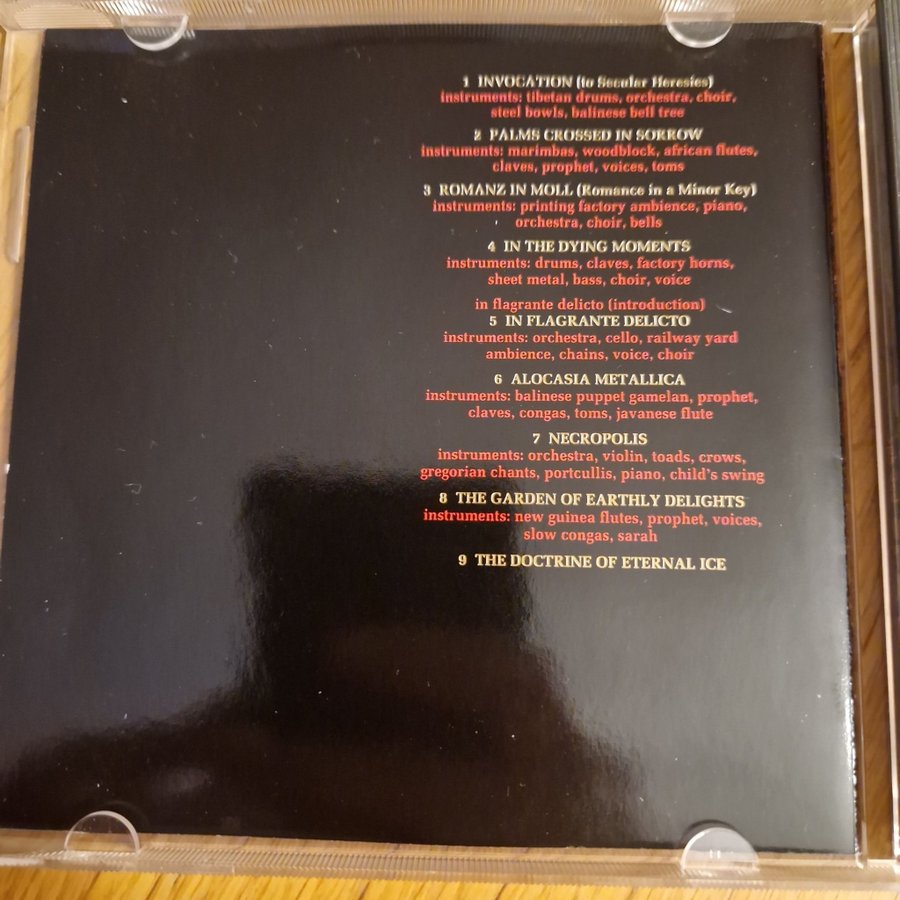 1 INVOCATION (to Secular Heresies)
instruments: tibetan drums, orchestra, choir,
steel bowls, balinese bell tree
2 PALMS CROSSED IN SORROW
instruments: marimbas, woodblock, african flutes,
claves, prophet, voices, toms
3 ROMANZ IN MOLL (Romance in a Minor Key)
instruments: printing factory ambience, piano,
orchestra, choir, bells
4 IN THE DYING MOMENTS
instruments: drums, claves, factory horns,
sheet metal, bass, choir, voice
in flagrante delicto (introduction)
5 IN FLAGRANTE DELICTO
instruments: orchestra, cello, railway yard
ambience, chains, voice, choir
6 ALOCASIA METALLICA
instruments: balinese puppet gamelan, prophet,
claves, congas, toms, javanese flute
7 NECROPOLIS
instruments: orchestra, violin, toads, crows,
gregorian chants, portcullis, piano, child's swing
8 THE GARDEN OF EARTHLY DELIGHTS
instruments: new guinea flutes, prophet, voices,
slow congas, sarah
9 THE DOCTRINE OF ETERNAL ICE